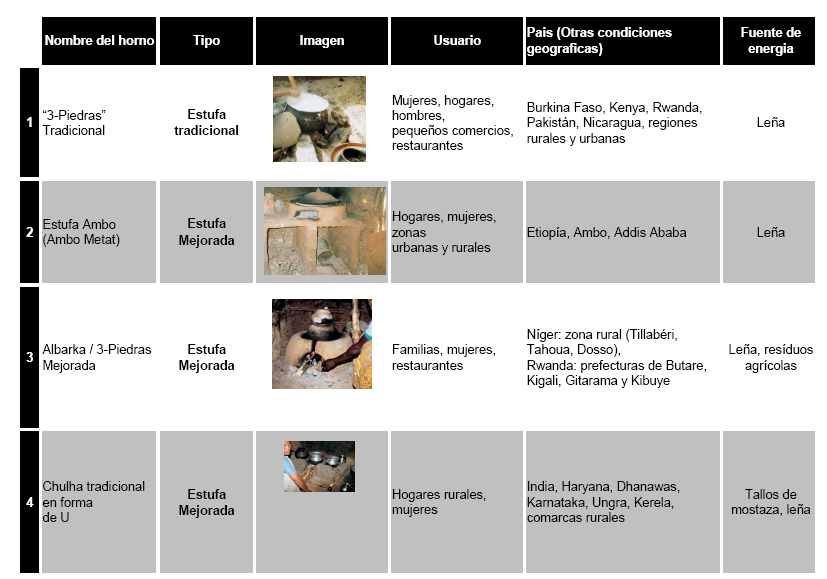 Nombre del horno
Tipo
Imagen
Usuario
Pais (Otras condiciones
geograficas)
Fuente de
energia
1
“3-Piedras”
Tradicional
Estufa
tradicional
Mujeres, hogares,
hombres,
pequeños comercios,
restaurantes
Burkina Faso, Kenya, Rwanda,
Pakistán, Nicaragua, regiones
rurales y urbanas
Leña
2
Estufa Ambo
(Ambo Metat)
Estufa
Mejorada
Hogares, mujeres,
zonas
urbanas y rurales
Etiopía, Ambo, Addis Ababa
Leña
3
Albarka / 3-Piedras
Mejorada
Estufa
Mejorada
Familias, mujeres,
restaurantes
Níger: zona rural (Tillabéri,
Tahoua, Dosso),
Rwanda: prefecturas de Butare,
Kigali, Gitarama y Kibuye
Leña, resíduos
agrícolas
4
Chulha tradicional
en forma
de U
Estufa
Mejorada
Hogares rurales,
mujeres
India, Haryana, Dhanawas,
Karnataka, Ungra, Kerela,
comarcas rurales
Tallos de
mostaza, leña